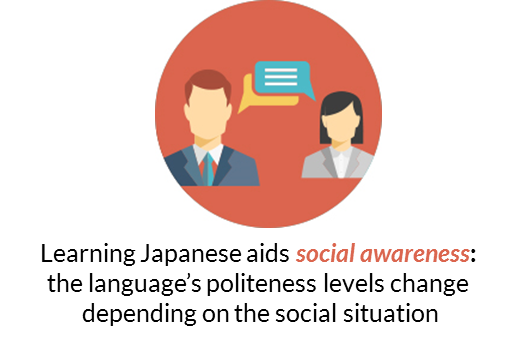 Learning Japanese aids social awareness:
the language’s politeness levels change
depending on the social situation